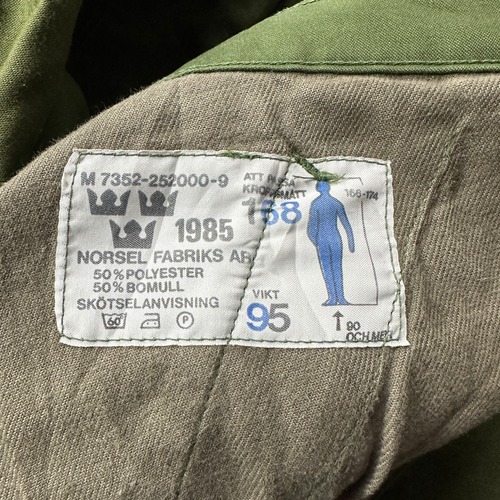 M 7352-252000-9
1985
NORSEL FABRIKS AB
50% POLYESTER
50% BOMULL
SKÖTSELANVISNING
60° P
ATT PASSA
KROPPSMÅTT
168
166-174
VIKT
95
90
OCH MER